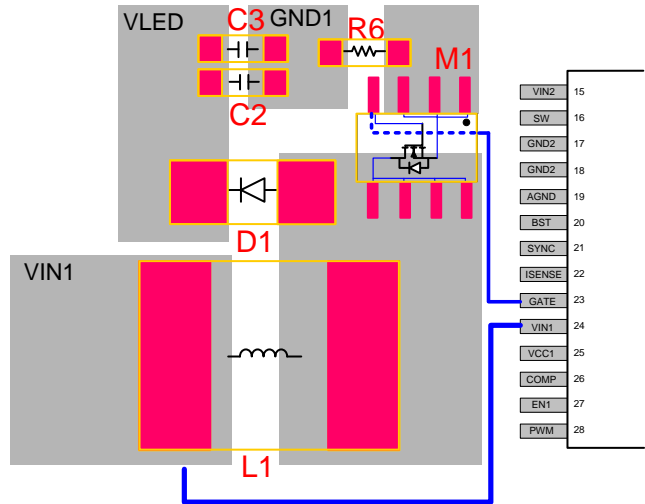 VLED
C3
GND1
R6
M1
C2
D1
VIN1
L1
VIN2 15
SW 16
GND2 17
GND2 18
AGND 19
BST 20
SYNC 21
ISENSE 22
GATE 23
VIN1 24
VCC1 25
COMP 26
EN1 27
PWM 28